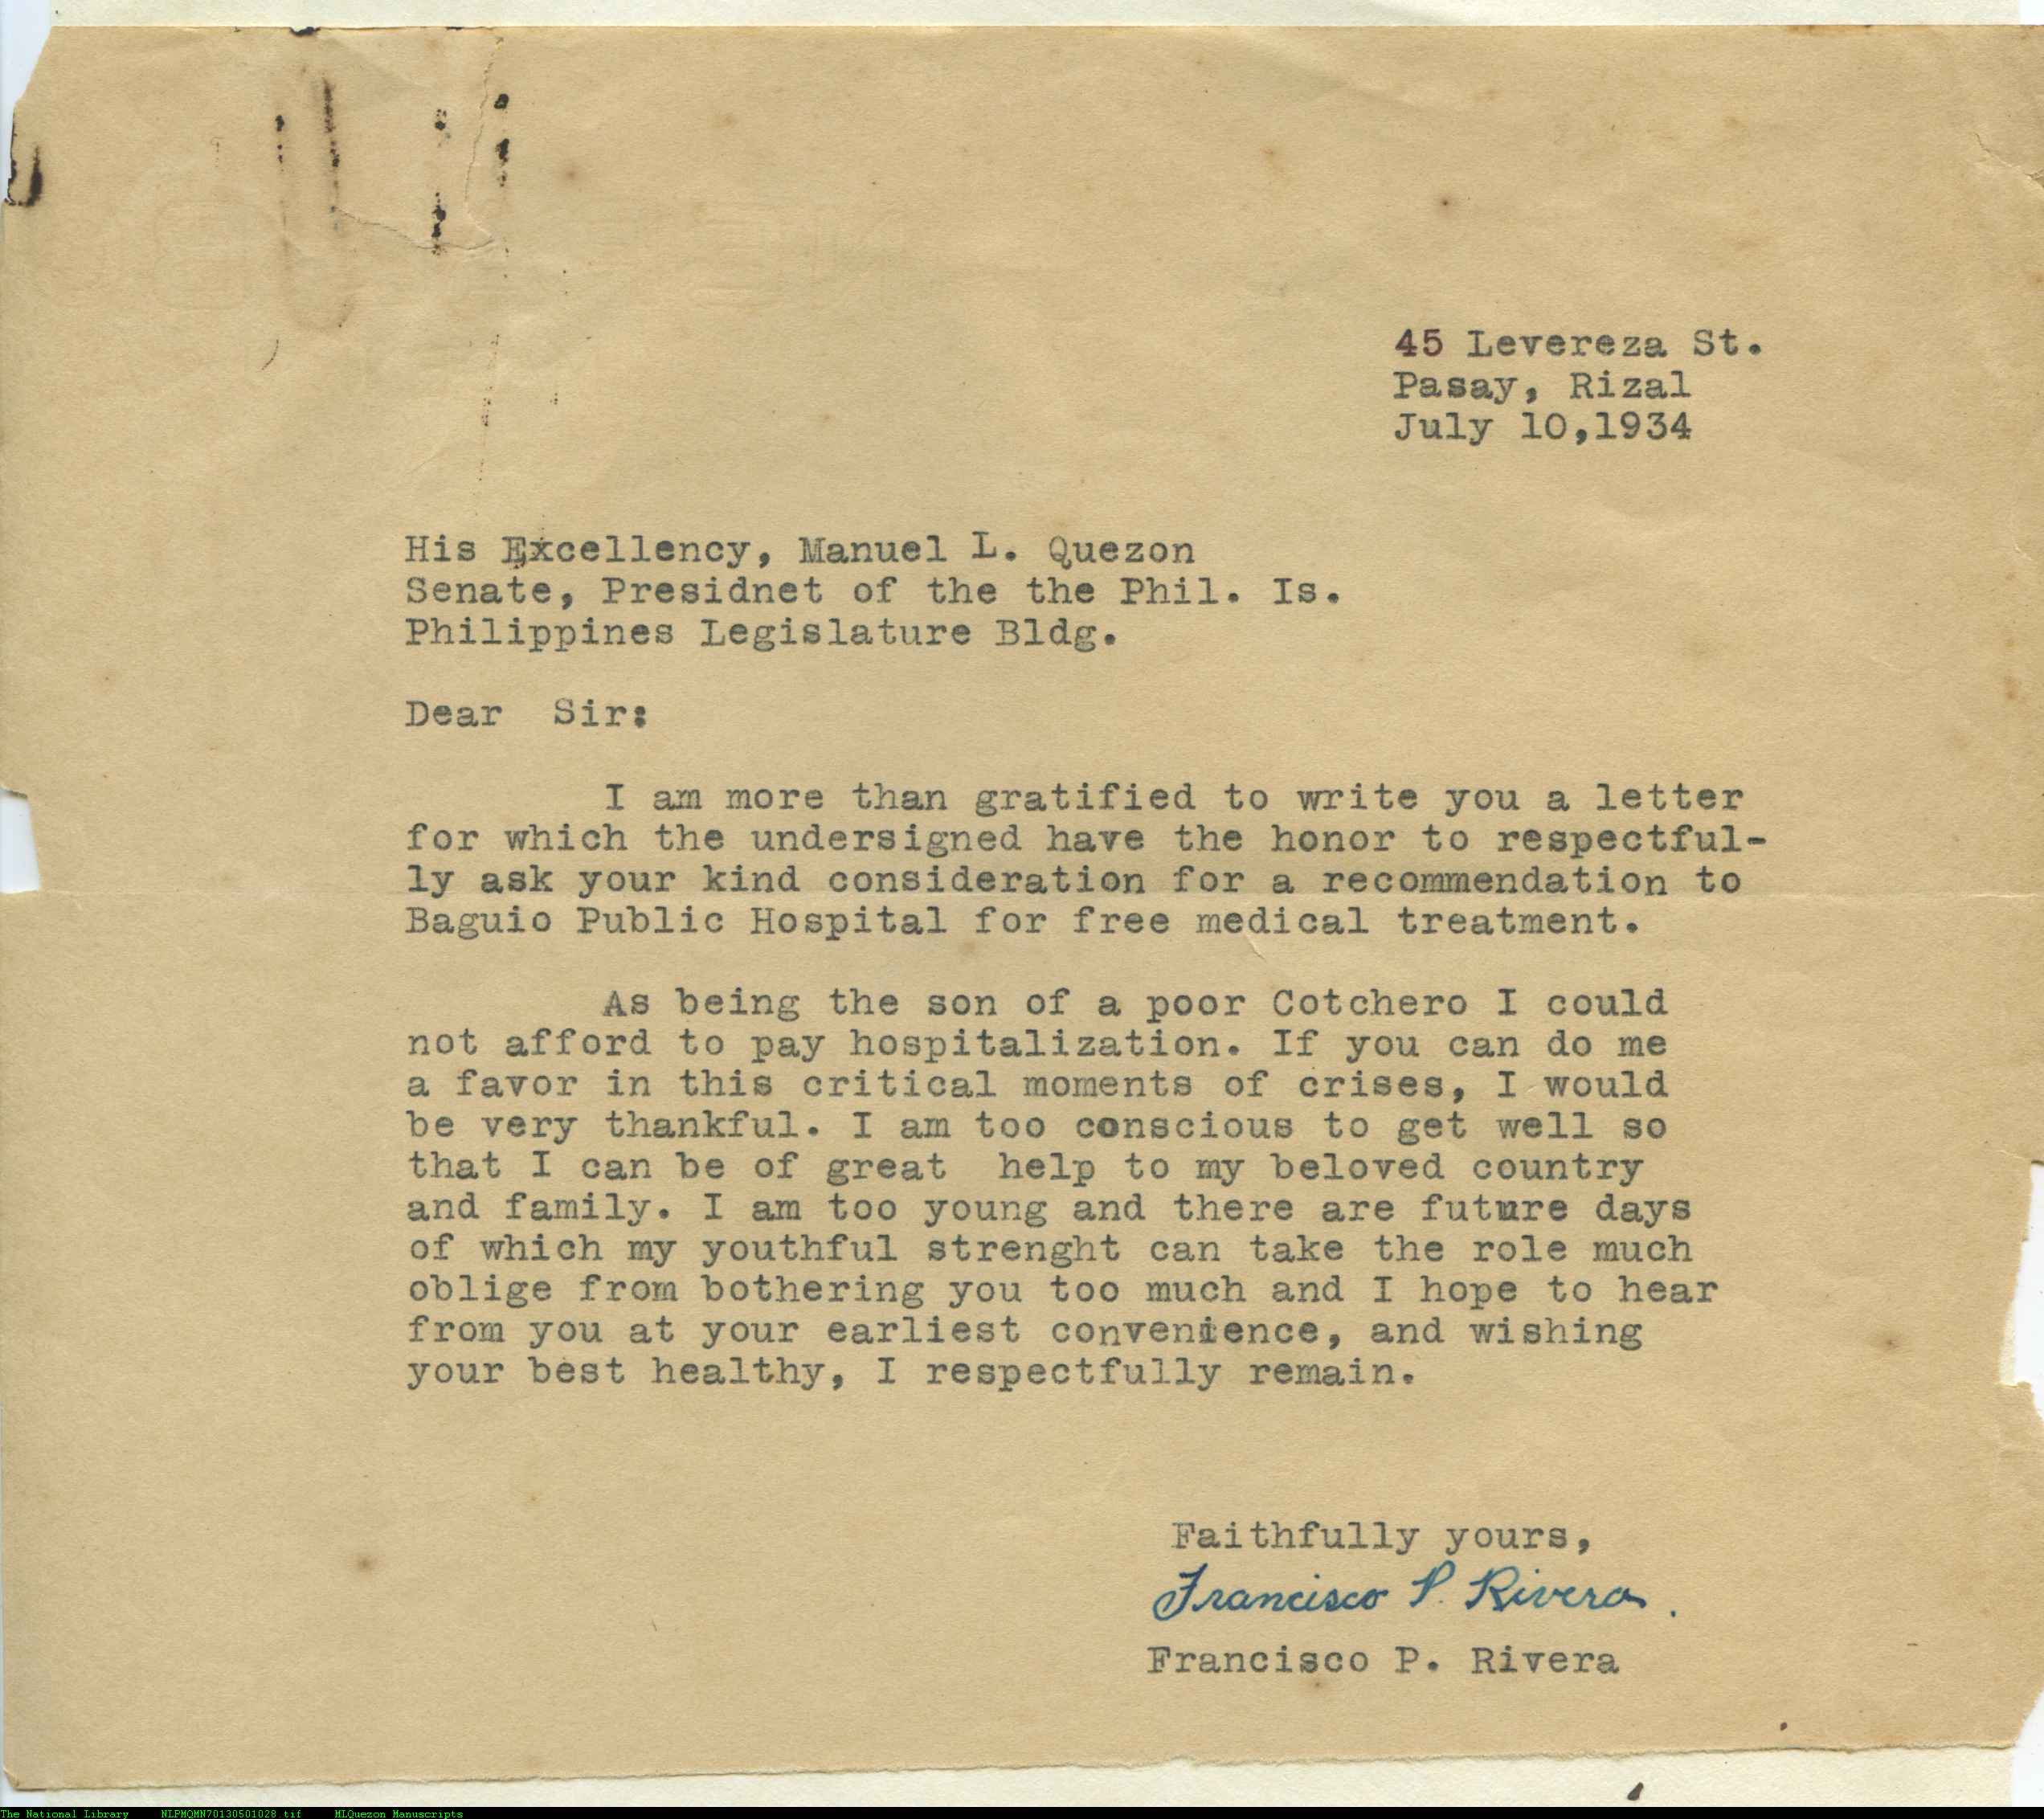 45 Levereza St.
Pasay, Rizal
July 10,1934
His Excellency, Manuel L. Quezon
Senate, Presidnet of the the Phil. Is.
Philippines Legislature Bldg.
Dear Sir:
I am more than gratified to write you a letter
for which the undersigned have the honor to respectful-
ly ask your kind consideration for a recommendation to
Baguio Public Hospital for free medical treatment.
As being the son of a poor Cotchero I could
not afford to pay hospitalization. If you can do me
a favor in this critical moments of crises, I would
be very thankful. I am too conscious to get well so
that I can be of great help to my beloved country
and family. I am too young and there are future days
of which my youthful strenght can take the role much
oblige from bothering you too much and I hope to hear
from you at your earliest convenience, and wishing
your best healthy, I respectfully remain.
Faithfully yours,
Francisco P. Rivera.
Francisco P. Rivera
The National Library NLPMQMN70130501028.tif MLQuezon Manuscripts